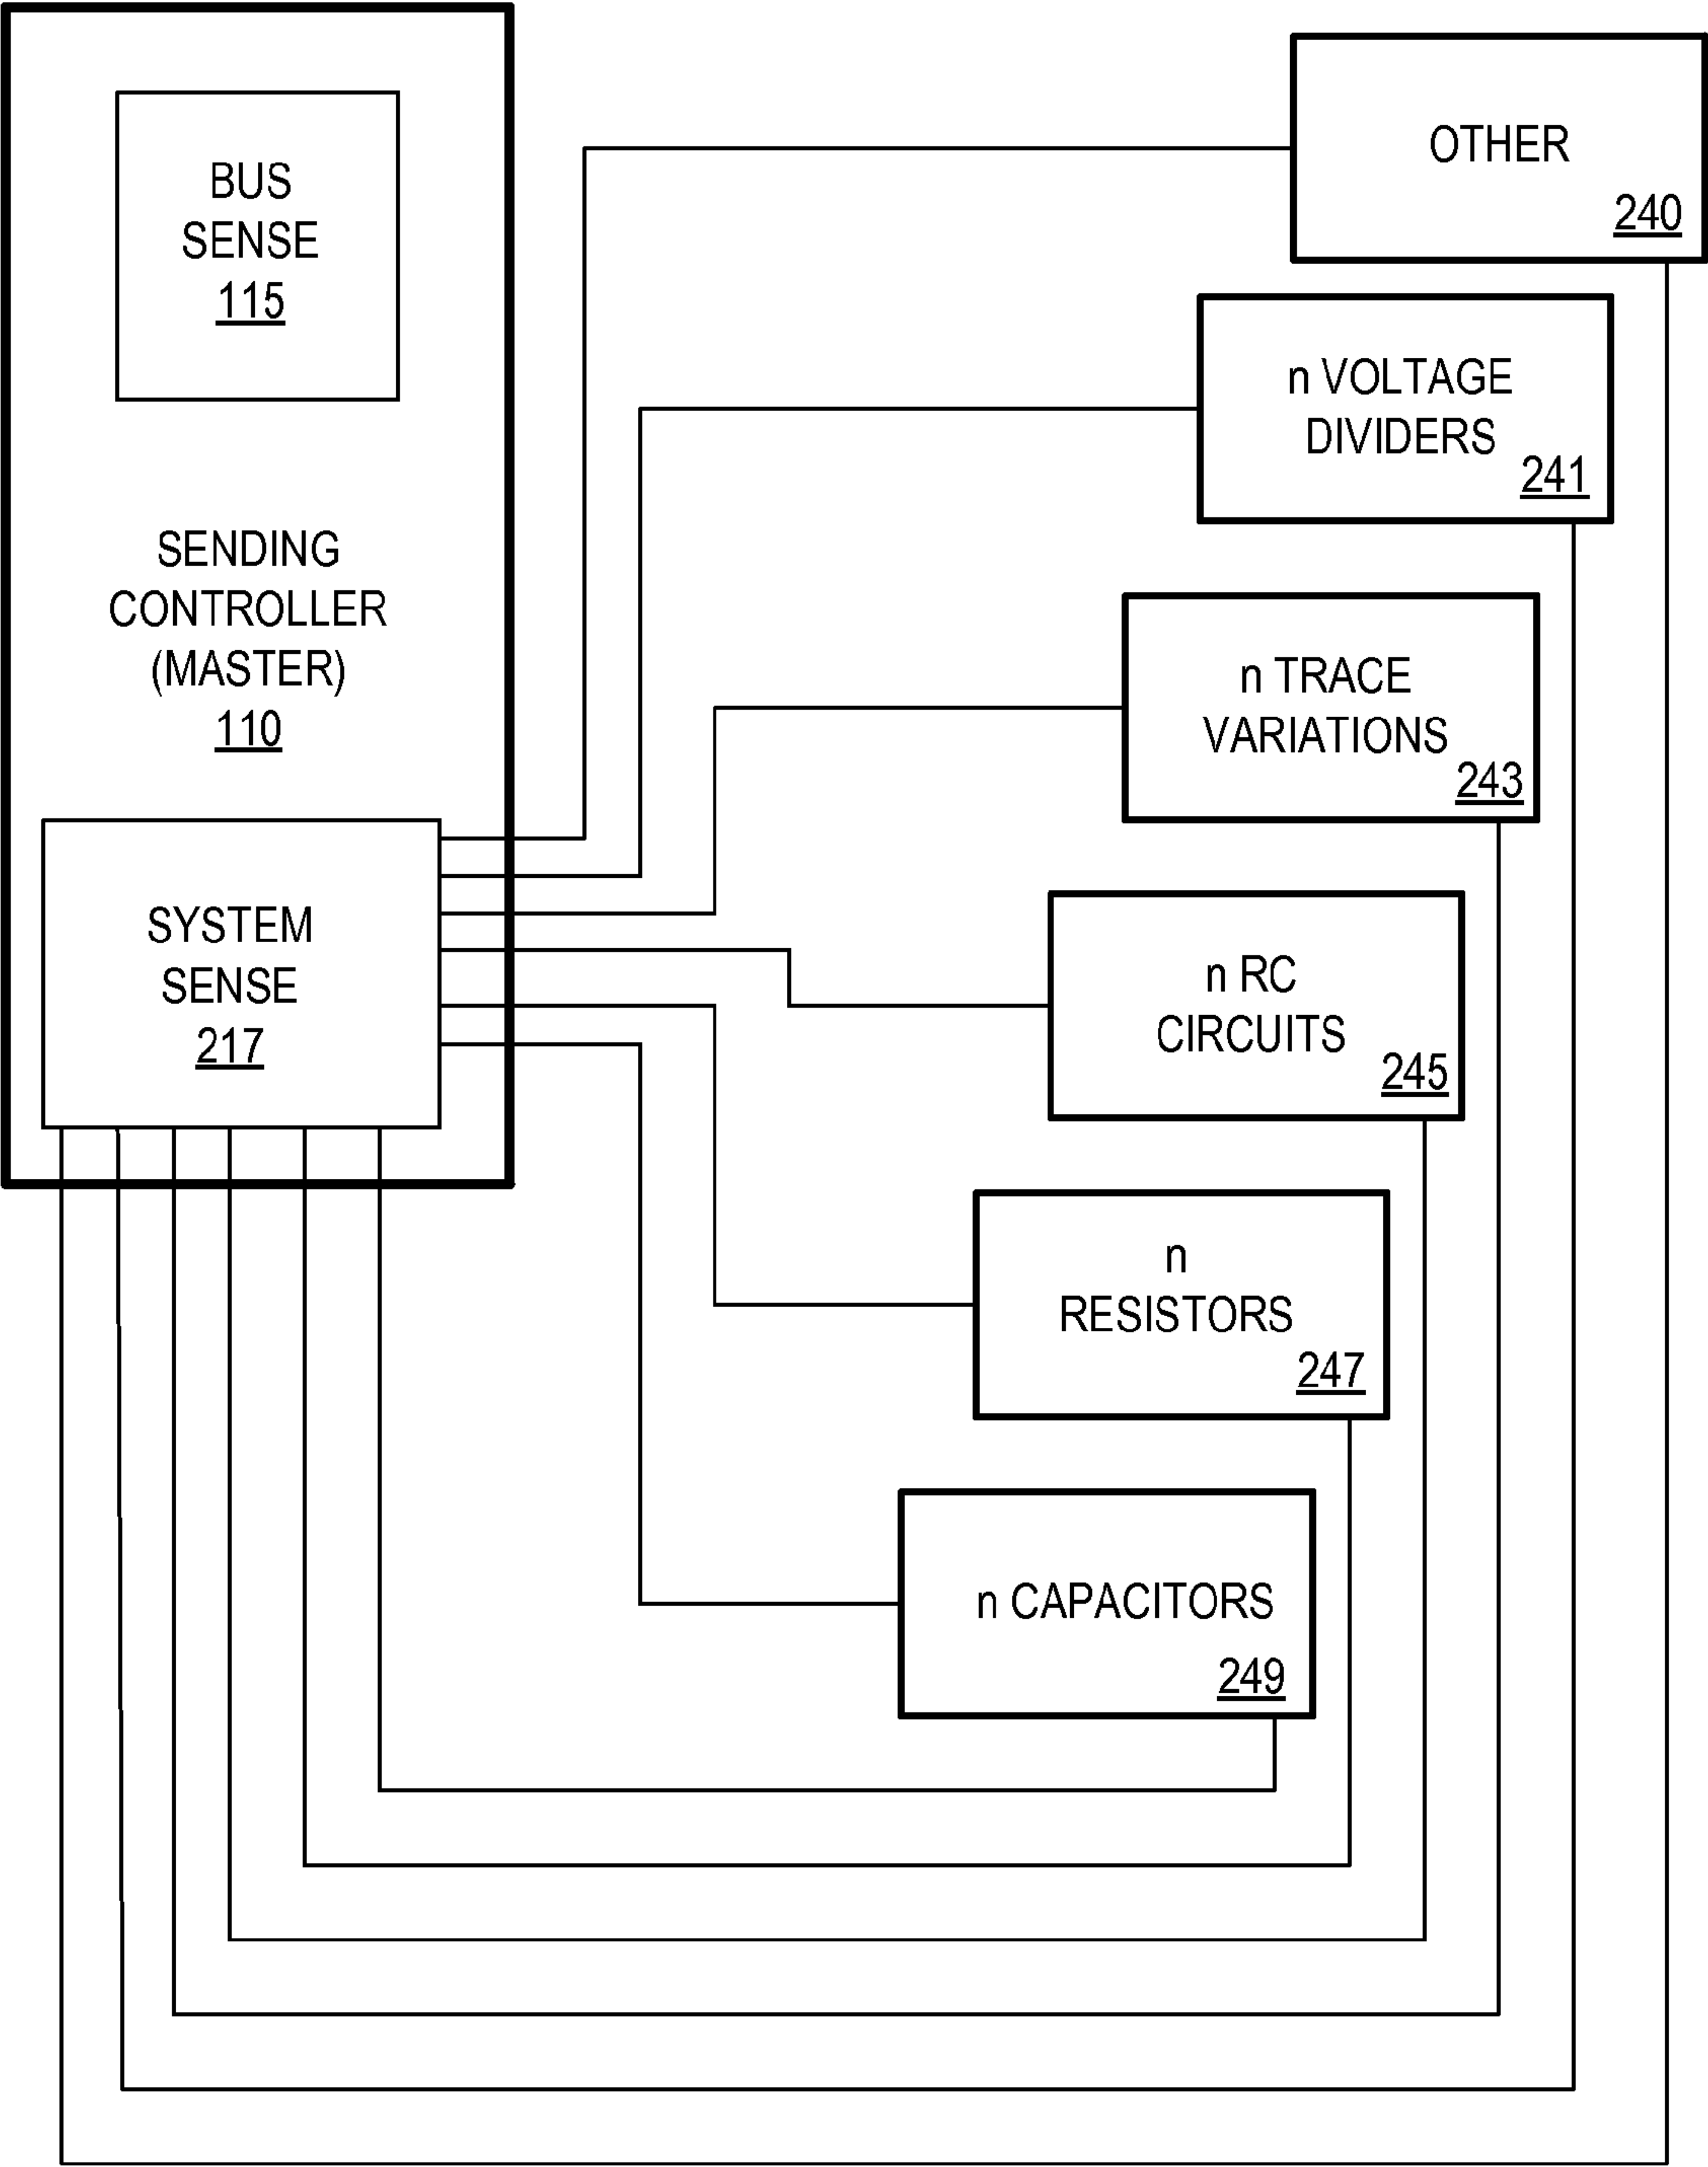 BUS
SENSE
115
SENDING
CONTROLLER
(MASTER)
110
SYSTEM
SENSE
217
OTHER
240
n VOLTAGE
DIVIDERS
241
n TRACE
VARIATIONS
243
n RC
CIRCUITS
245
n
RESISTORS
247
n CAPACITORS
249